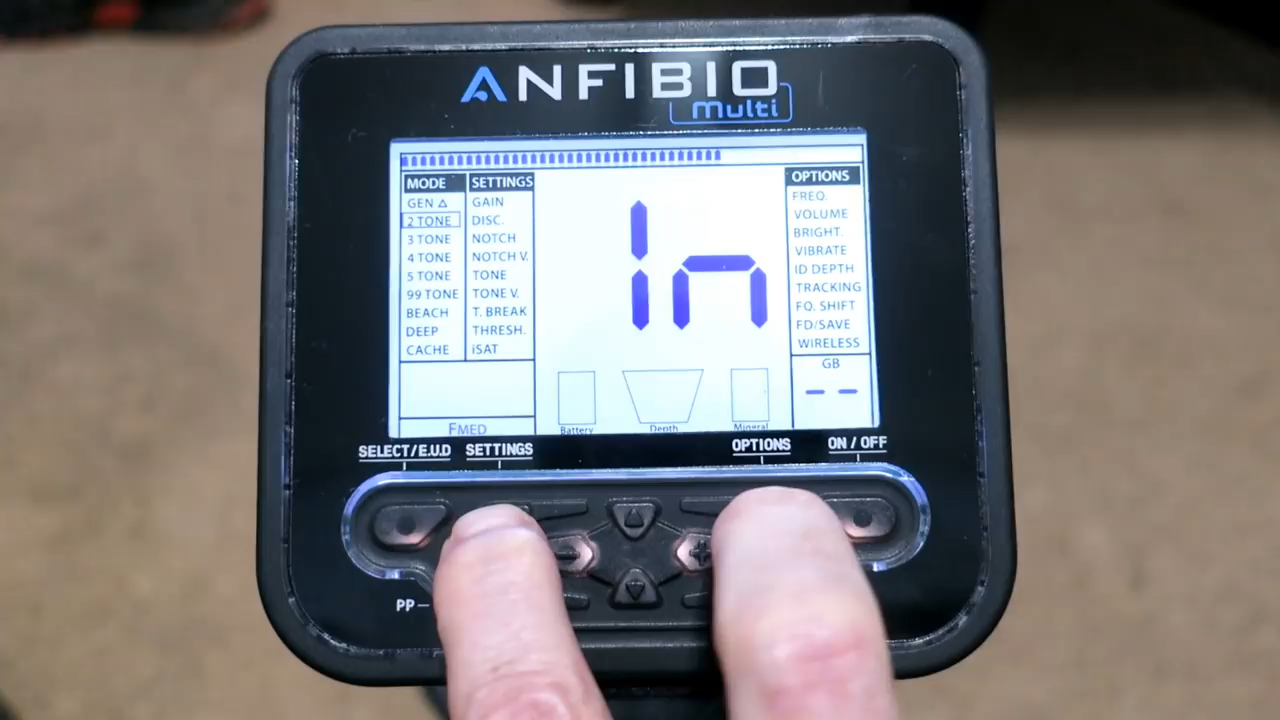 ANFIBIO
Multi
MODE
GEN △
2 TONE
3 TONE
4 TONE
5 TONE
99 TONE
BEACH
DEEP
CACHE
SETTINGS
GAIN
DISC.
NOTCH
NOTCH V.
TONE
TONE V.
T. BREAK
THRESH.
iSAT
In
OPTIONS
FREQ.
VOLUME
BRIGHT.
VIBRATE
ID DEPTH
TRACKING
FQ. SHIFT
FD/SAVE
WIRELESS
GB
-- 
FMED
Battery
Depth
Mineral
SELECT/E.U.D
SETTINGS
OPTIONS
ON / OFF
- +
PP